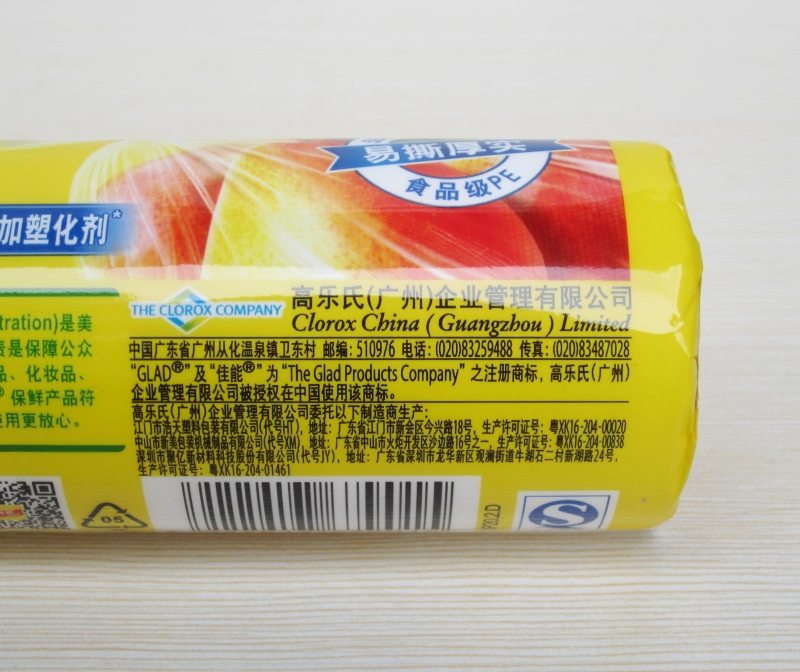 易撕厚实
食品级PE
加塑化剂*
THE CLOROX COMPANY
高乐氏(广州)企业管理有限公司
Clorox China ( Guangzhou ) Limited
tration)是美
是保障公众
品、化妆品、
® 保鲜产品符
使用更放心。
中国广东省广州从化温泉镇卫东村 邮编: 510976 电话: (020)83259488 传真: (020)83487028
“GLAD®” 及 “佳能®” 为 “The Glad Products Company” 之注册商标, 高乐氏(广州)
企业管理有限公司被授权在中国使用该商标。
高乐氏(广州)企业管理有限公司委托以下制造商生产:
江门市浩天塑料包装有限公司(代号HT), 地址: 广东省江门市新会区今兴路18号, 生产许可证号: 粤XK16-204-00020
中山市新美包装机械制品有限公司(代号XM), 地址: 广东省中山市火炬开发区沙边路16号之一, 生产许可证号: 粤XK16-204-00838
深圳市聚亿新材料科技股份有限公司(代号JY), 地址: 广东省深圳市龙华新区观澜街道牛湖石二村新湖路24号,
生产许可证号: 粤XK16-204-01461
05
P20.2.D